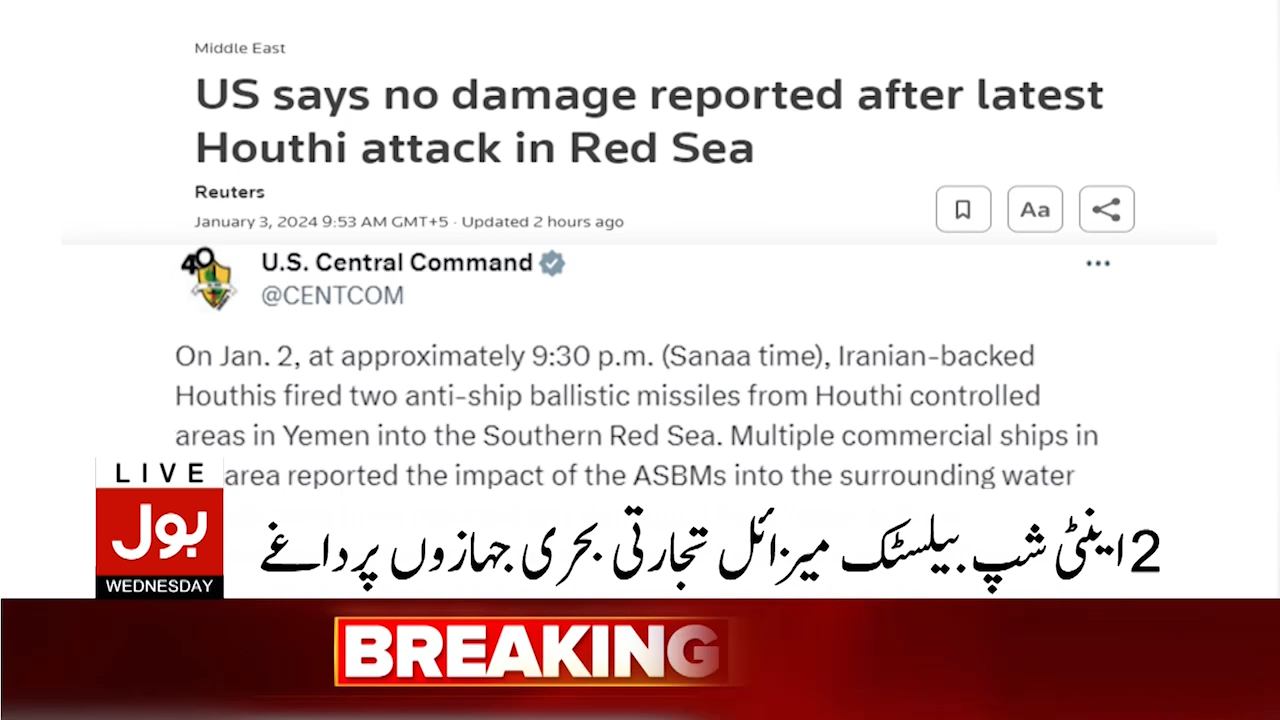 Middle East
US says no damage reported after latest
Houthi attack in Red Sea
Reuters
January 3, 2024 9:53 AM GMT+5 · Updated 2 hours ago
Aa
40
U.S. Central Command
@CENTCOM
On Jan. 2, at approximately 9:30 p.m. (Sanaa time), Iranian-backed
Houthis fired two anti-ship ballistic missiles from Houthi controlled
areas in Yemen into the Southern Red Sea. Multiple commercial ships in
area reported the impact of the ASBMs into the surrounding water
LIVE
بول
WEDNESDAY
2 اینٹی شپ بیلسٹک میزائل تجارتی بحری جہازوں پر داغے
BREAKING